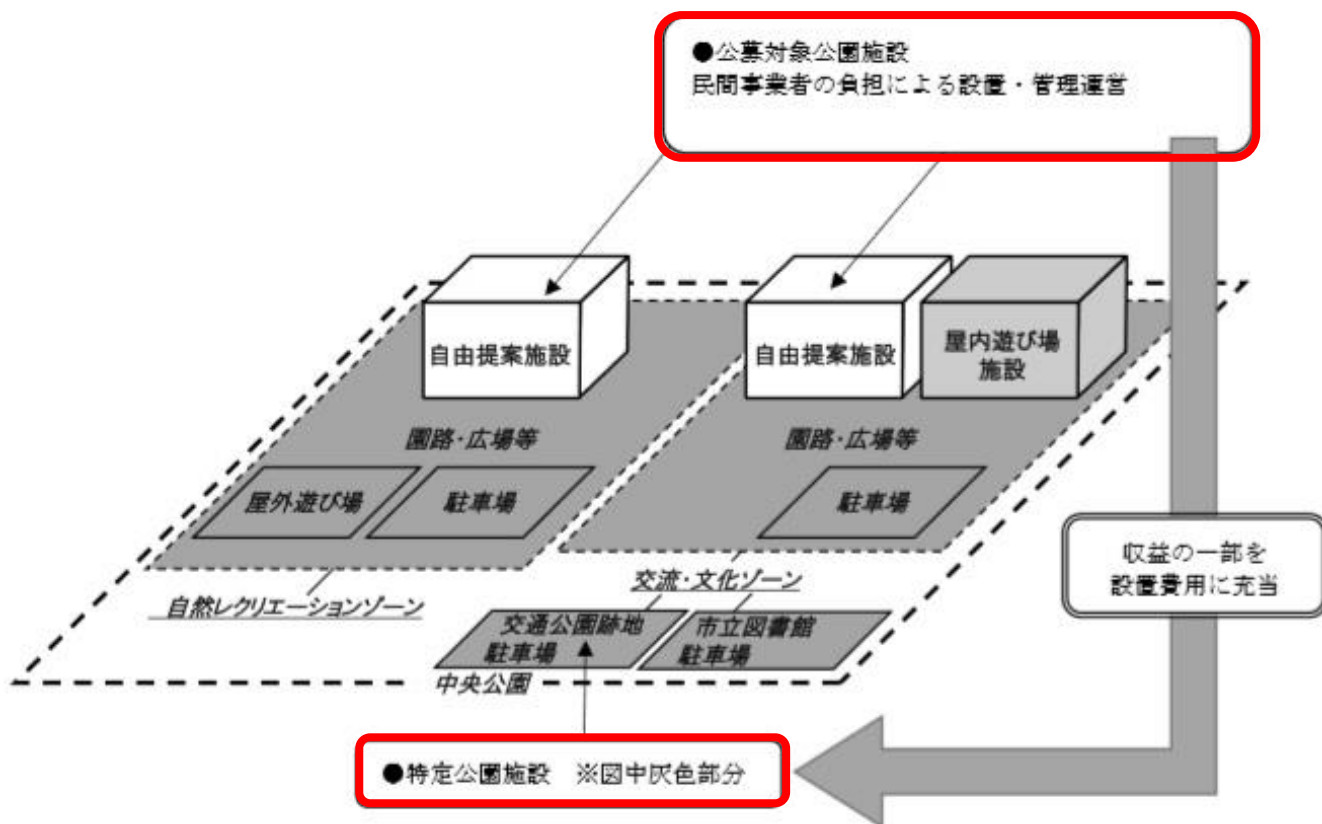 ●公募対象公園施設
民間事業者の負担による設置・管理運営
自由提案施設
自由提案施設
屋内遊び場
施設
園路・広場等
園路・広場等
屋外遊び場
駐車場
駐車場
収益の一部を
設置費用に充当
自然レクリエーションゾーン
交流・文化ゾーン
交通公園跡地
駐車場
市立図書館
駐車場
中央公園
●特定公園施設　※図中灰色部分